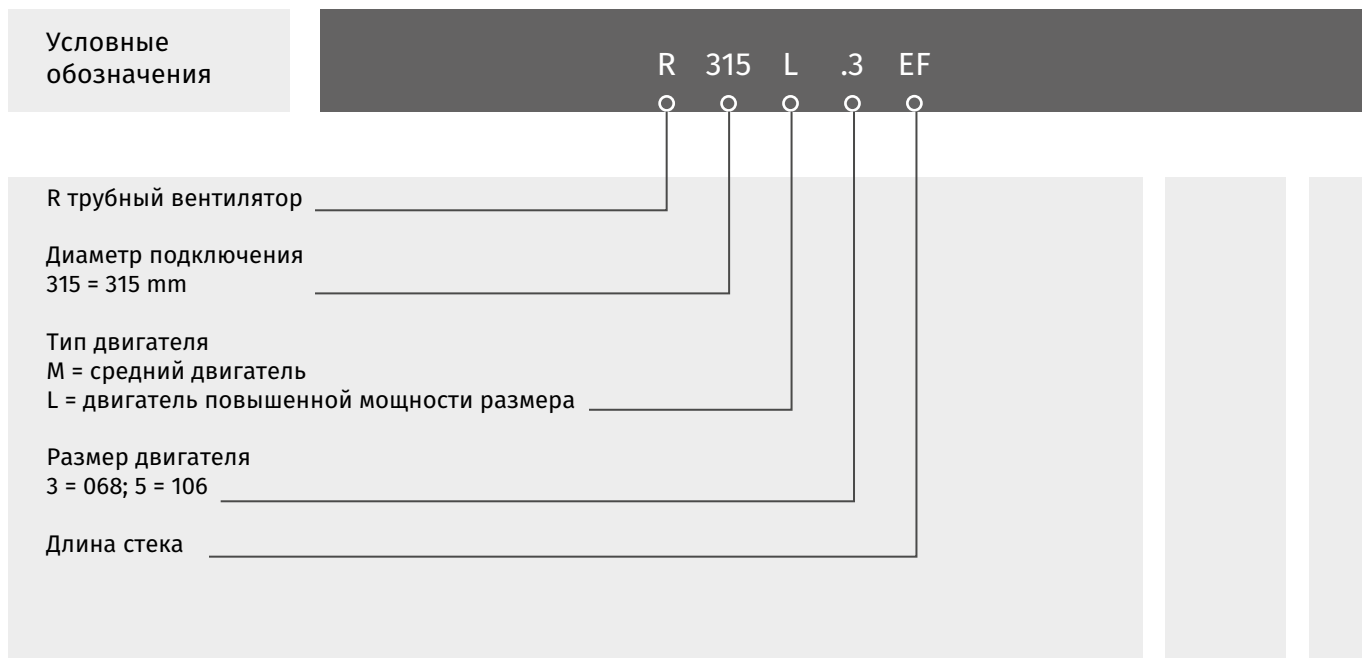 Условные
обозначения
R 315 L .3 EF
R трубный вентилятор
Диаметр подключения
315 = 315 mm
Тип двигателя
M = средний двигатель
L = двигатель повышенной мощности размера
Размер двигателя
3 = 068; 5 = 106
Длина стека